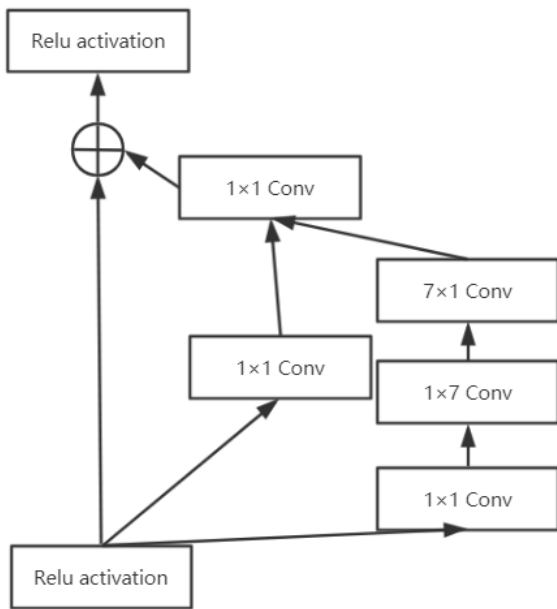 Relu activation
1×1 Conv
7×1 Conv
1×1 Conv
1×7 Conv
1×1 Conv
Relu activation